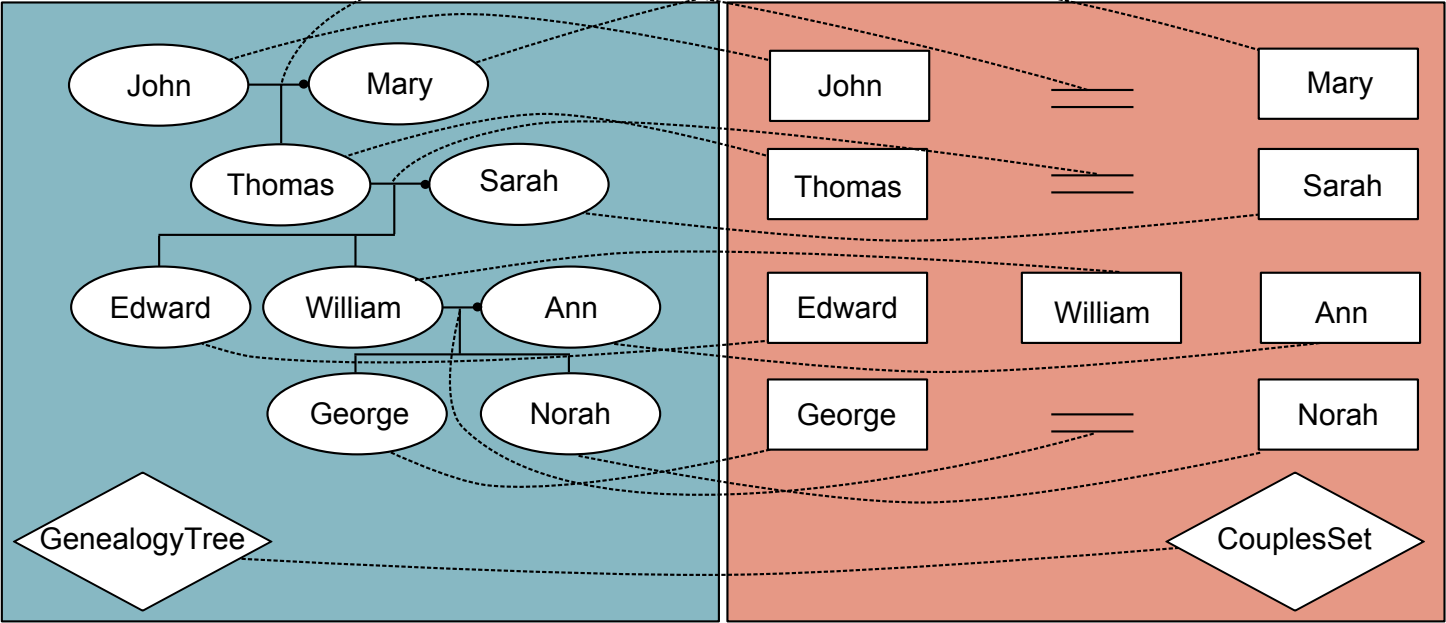 John
Mary
Thomas
Sarah
Edward
William
Ann
George
Norah
GenealogyTree
John
Mary
Thomas
Sarah
Edward
William
Ann
George
Norah
CouplesSet